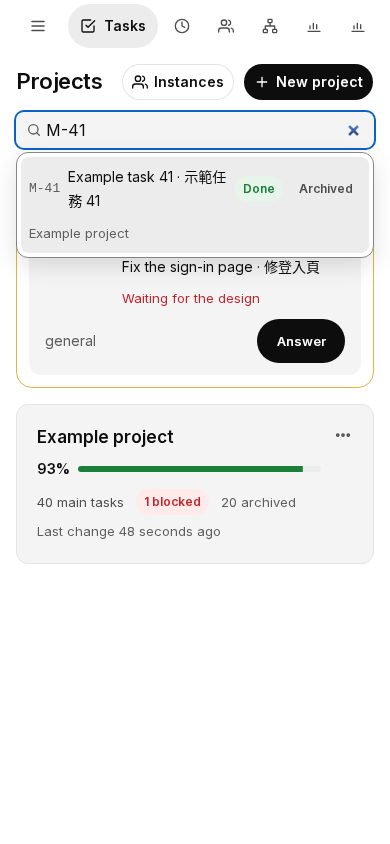 Tasks
Projects
Instances
New project
M-41
M-41
Example task 41 · 示範任
務 41
Done
Archived
Example project
Fix the sign-in page · 修登入頁
Waiting for the design
general
Answer
Example project
93%
40 main tasks
1 blocked
20 archived
Last change 48 seconds ago